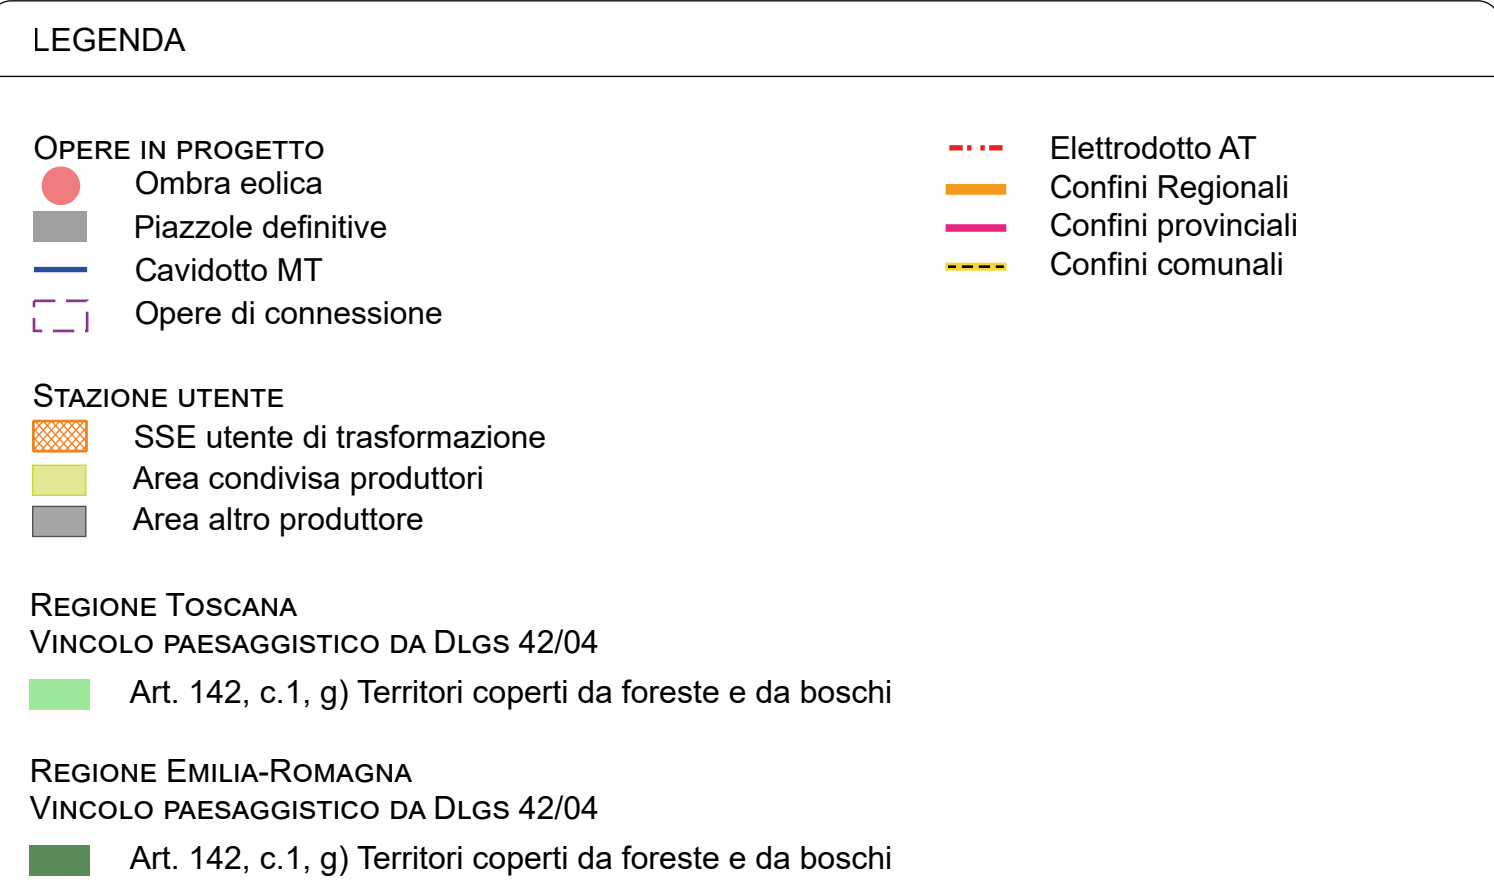 LEGENDA
OPERE IN PROGETTO
Ombra eolica
Piazzole definitive
Cavidotto MT
Opere di connessione
Elettrodotto AT
Confini Regionali
Confini provinciali
Confini comunali
STAZIONE UTENTE
SSE utente di trasformazione
Area condivisa produttori
Area altro produttore
REGIONE TOSCANA
VINCOLO PAESAGGISTICO DA DLGS 42/04
Art. 142, c.1, g) Territori coperti da foreste e da boschi
REGIONE EMILIA-ROMAGNA
VINCOLO PAESAGGISTICO DA DLGS 42/04
Art. 142, c.1, g) Territori coperti da foreste e da boschi